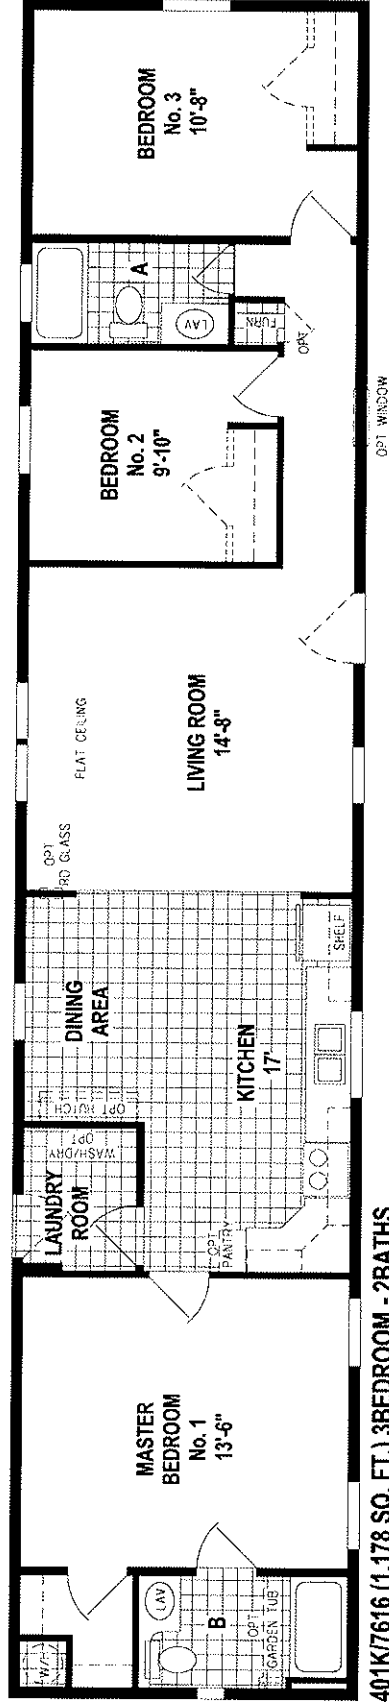 W/H
LAV
B
OPT
GARDEN TUB
MASTER
BEDROOM
No. 1
13'-6"
LAUNDRY
ROOM
WASH/DRY
OPT
OPT HUTCH
DINING
AREA
OPT
PANTRY
KITCHEN
17'
SHELF
OPT
GLASS
FLAT CEILING
LIVING ROOM
14'-8"
BEDROOM
No. 2
9'-10"
A
LAV
FURN
OPT
OPT WINDOW
BEDROOM
No. 3
10'-8"
401K/7616 (1,178 SQ. FT.) 3BEDROOM - 2BATHS